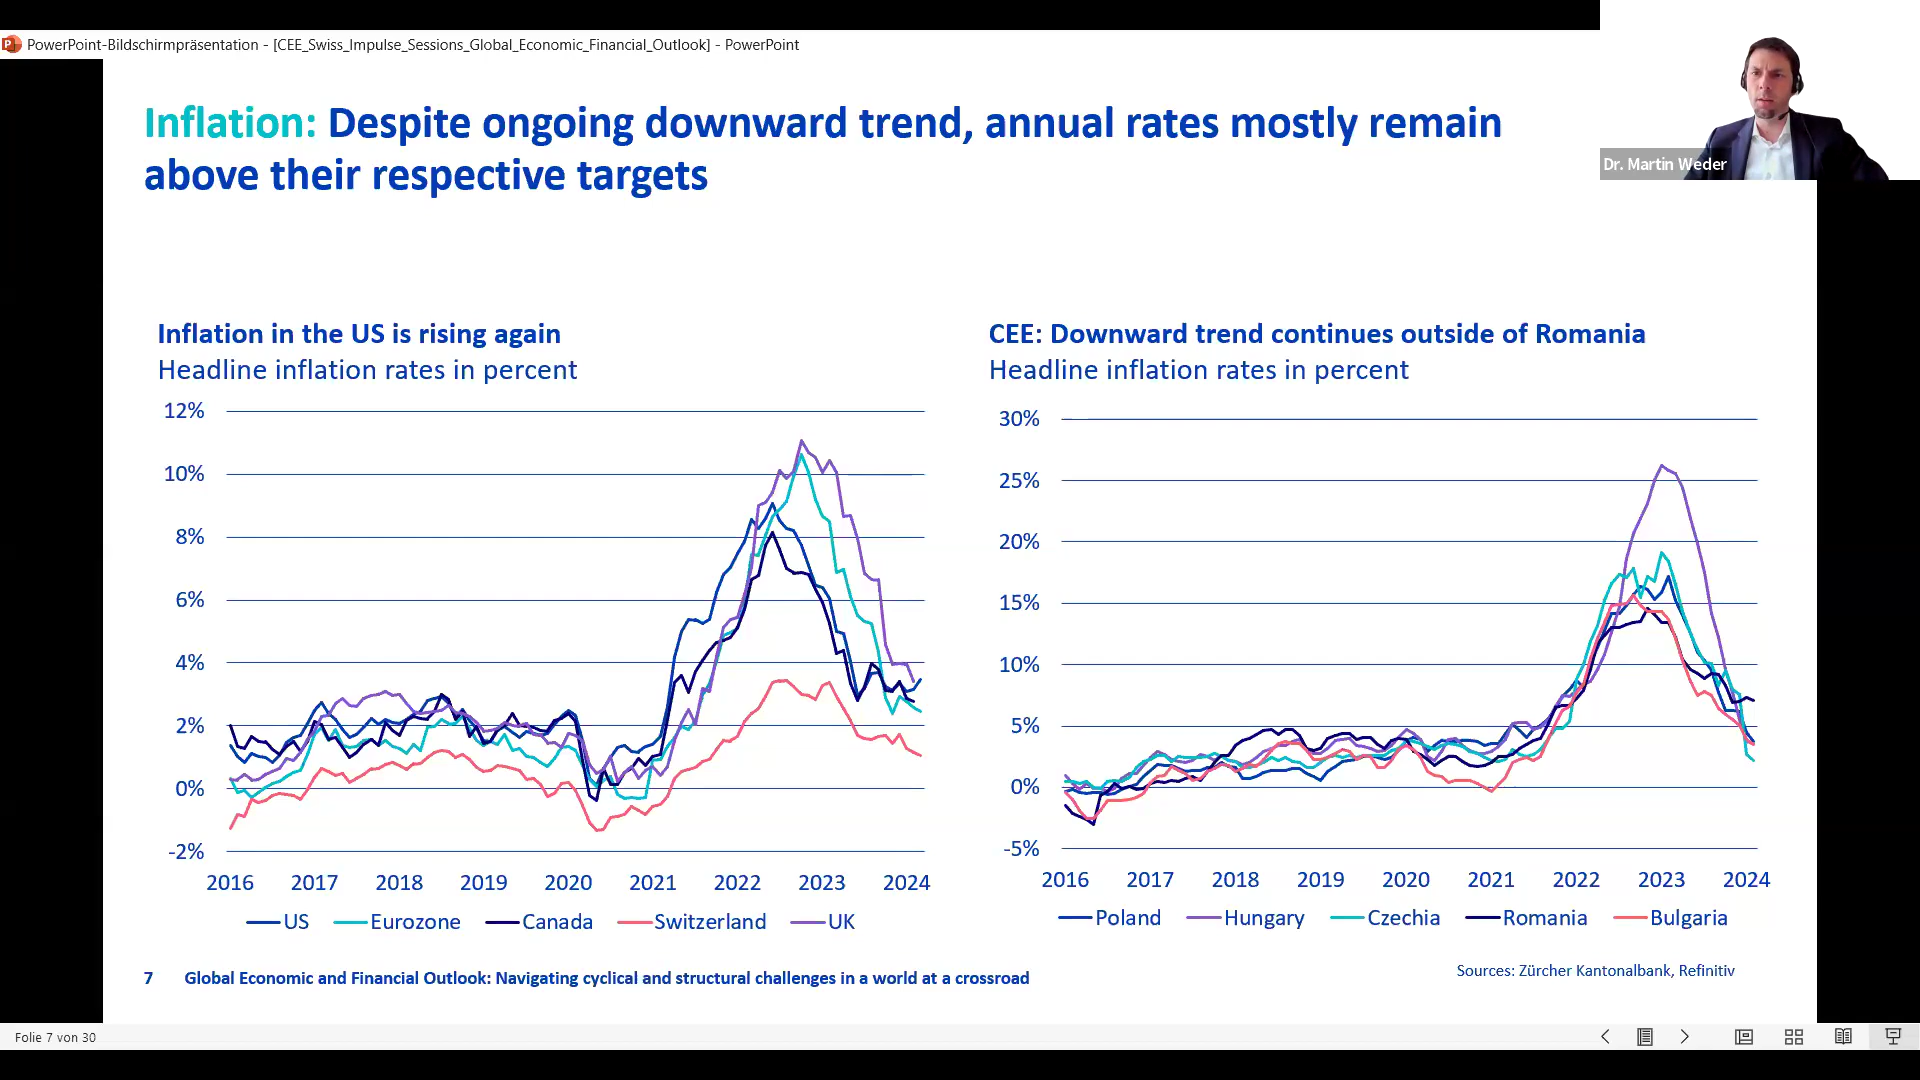 PowerPoint-Bildschirmpräsentation - [CEE_Swiss_Impulse_Sessions_Global_Economic_Financial_Outlook] - PowerPoint
Dr. Martin Weder
Inflation: Despite ongoing downward trend, annual rates mostly remain
above their respective targets
Inflation in the US is rising again
Headline inflation rates in percent
12%
10%
8%
6%
4%
2%
0%
-2%
2016 2017 2018 2019 2020 2021 2022 2023 2024
US Eurozone Canada Switzerland UK
CEE: Downward trend continues outside of Romania
Headline inflation rates in percent
30%
25%
20%
15%
10%
5%
0%
-5%
2016 2017 2018 2019 2020 2021 2022 2023 2024
Poland Hungary Czechia Romania Bulgaria
Sources: Zürcher Kantonalbank, Refinitiv
7 Global Economic and Financial Outlook: Navigating cyclical and structural challenges in a world at a crossroad
Folie 7 von 30